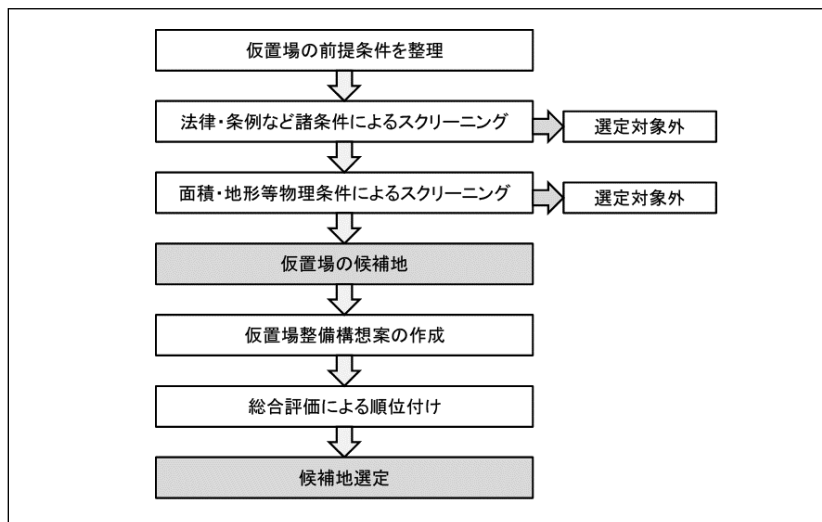 仮置場の前提条件を整理
法律・条例など諸条件によるスクリーニング
選定対象外
面積・地形等物理条件によるスクリーニング
選定対象外
仮置場の候補地
仮置場整備構想案の作成
総合評価による順位付け
候補地選定